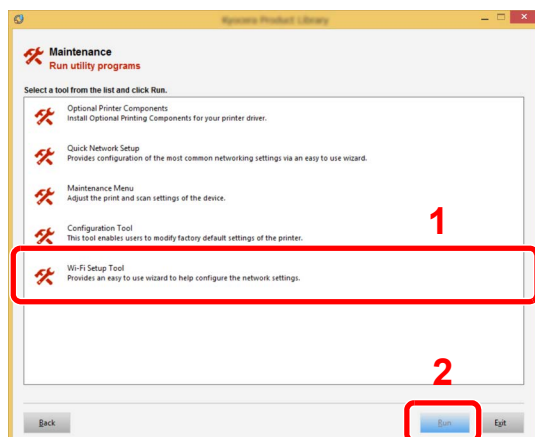 Kyocera Product Library
Maintenance
Run utility programs
Select a tool from the list and click Run.
Optional Printer Components
Install Optional Printing Components for your printer driver.
Quick Network Setup
Provides configuration of the most common networking settings via an easy to use wizard.
Maintenance Menu
Adjust the print and scan settings of the device.
1
Configuration Tool
This tool enables users to modify factory default settings of the printer.
Wi-Fi Setup Tool
Provides an easy to use wizard to help configure the network settings.
2
Back
Run
Exit